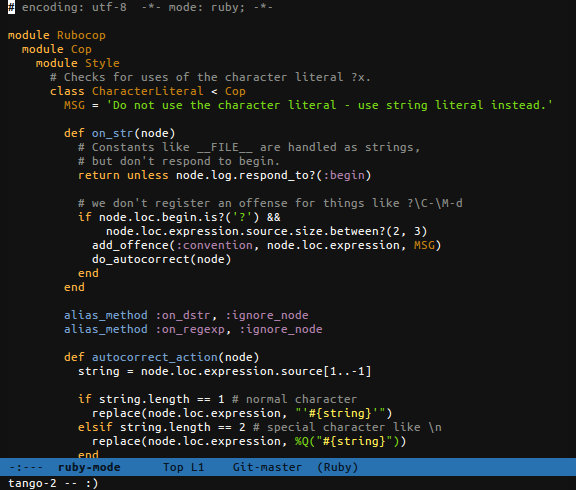 # encoding: utf-8  -*- mode: ruby; -*-

module Rubocop
  module Cop
    module Style
      # Checks for uses of the character literal ?x.
      class CharacterLiteral < Cop
        MSG = 'Do not use the character literal - use string literal instead.'

        def on_str(node)
          # Constants like __FILE__ are handled as strings,
          # but don't respond to begin.
          return unless node.log.respond_to?(:begin)

          # we don't register an offense for things like ?\C-\M-d
          if node.loc.begin.is?('?') &&
              node.loc.expression.source.size.between?(2, 3)
            add_offence(:convention, node.loc.expression, MSG)
            do_autocorrect(node)
          end
        end

        alias_method :on_dstr, :ignore_node
        alias_method :on_regexp, :ignore_node

        def autocorrect_action(node)
          string = node.loc.expression.source[1..-1]

          if string.length == 1 # normal character
            replace(node.loc.expression, "'#{string}'")
          elsif string.length == 2 # special character like \n
            replace(node.loc.expression, %Q("#{string}"))
          end
-:---  ruby-mode      Top L1    Git-master  (Ruby)
tango-2 -- :)